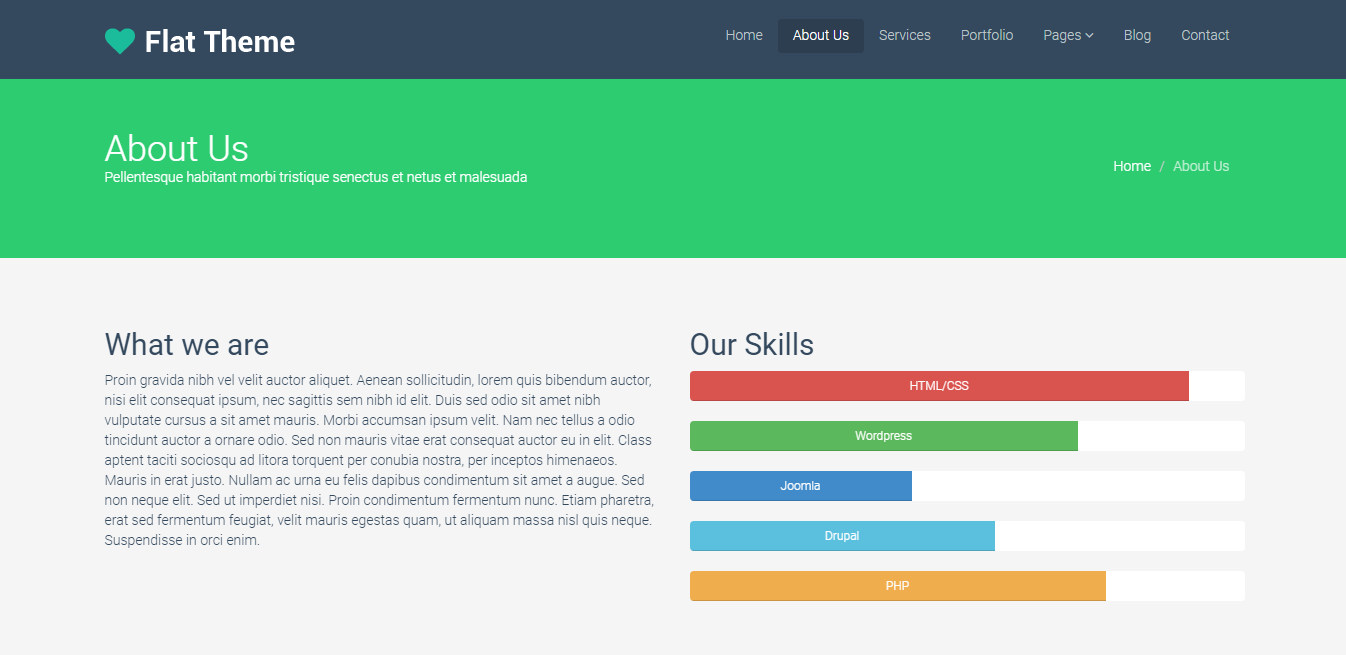 Flat Theme
Home About Us Services Portfolio Pages Blog Contact
About Us
Pellentesque habitant morbi tristique senectus et netus et malesuada
Home / About Us
What we are
Proin gravida nibh vel velit auctor aliquet. Aenean sollicitudin, lorem quis bibendum auctor,
nisi elit consequat ipsum, nec sagittis sem nibh id elit. Duis sed odio sit amet nibh
vulputate cursus a sit amet mauris. Morbi accumsan ipsum velit. Nam nec tellus a odio
tincidunt auctor a ornare odio. Sed non mauris vitae erat consequat auctor eu in elit. Class
aptent taciti sociosqu ad litora torquent per conubia nostra, per inceptos himenaeos.
Mauris in erat justo. Nullam ac urna eu felis dapibus condimentum sit amet a augue. Sed
non neque elit. Sed ut imperdiet nisi. Proin condimentum fermentum nunc. Etiam pharetra,
erat sed fermentum feugiat, velit mauris egestas quam, ut aliquam massa nisl quis neque.
Suspendisse in orci enim.
Our Skills
HTML/CSS
Wordpress
Joomla
Drupal
PHP